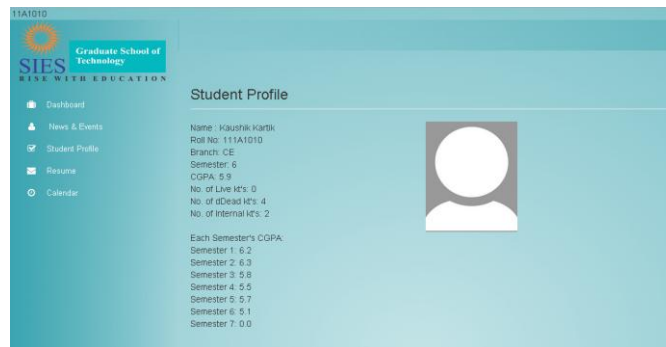 11A1010
Graduate School of
Technology
SIES
RISE WITH EDUCATION
Dashboard
News & Events
Student Profile
Resume
Calendar
Student Profile
Name : Kaushik Kartik
Roll No: 111A1010
Branch: CE
Semester: 6
CGPA: 5.9
No. of Live kt's: 0
No. of dDead kt's: 4
No. of Internal kt's: 2
Each Semester's CGPA:
Semester 1: 6.2
Semester 2: 6.3
Semester 3: 5.8
Semester 4: 5.5
Semester 5: 5.7
Semester 6: 5.1
Semester 7: 0.0